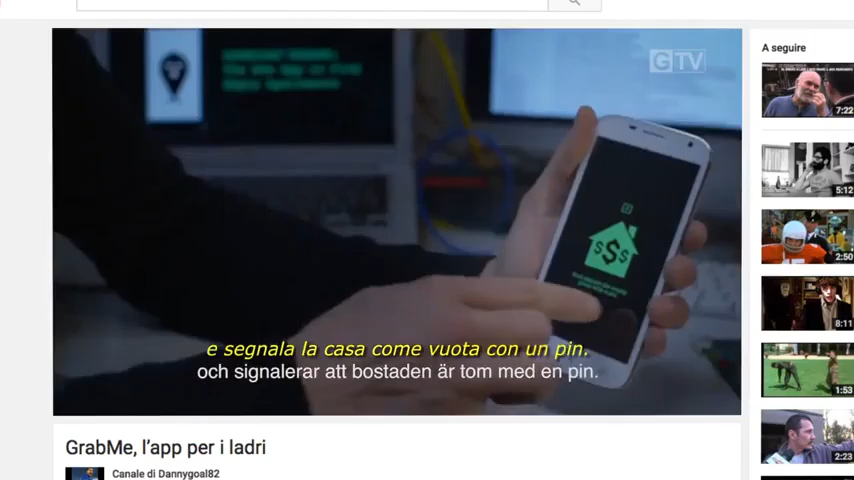 A seguire
GTV
7:22
5:12
2:50
8:11
1:53
2:23
e segnala la casa come vuota con un pin.
och signalerar att bostaden är tom med en pin.
GrabMe, l'app per i ladri
Canale di Dannygoal82